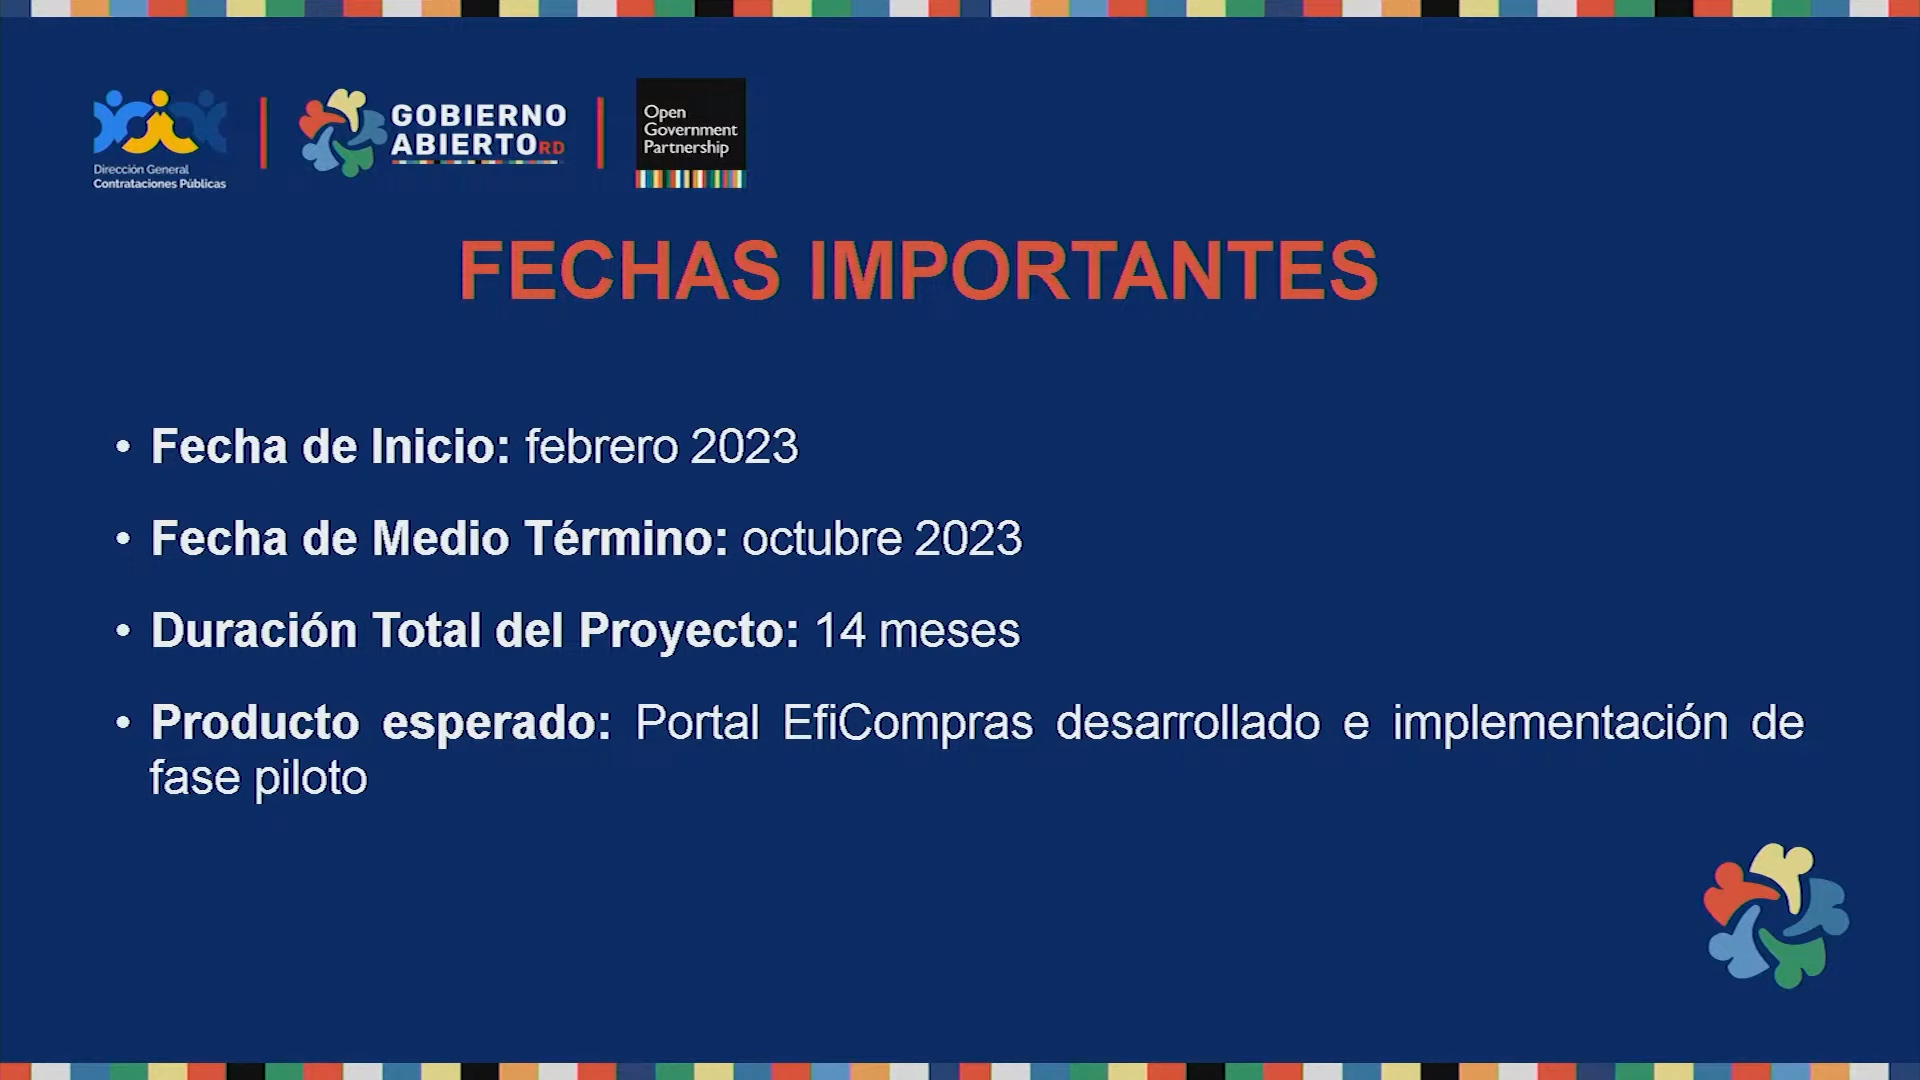 Dirección General
Contrataciones Públicas
GOBIERNO
ABIERTORD
Open
Government
Partnership
FECHAS IMPORTANTES
• Fecha de Inicio: febrero 2023
• Fecha de Medio Término: octubre 2023
• Duración Total del Proyecto: 14 meses
• Producto esperado: Portal EfiCompras desarrollado e implementación de
fase piloto